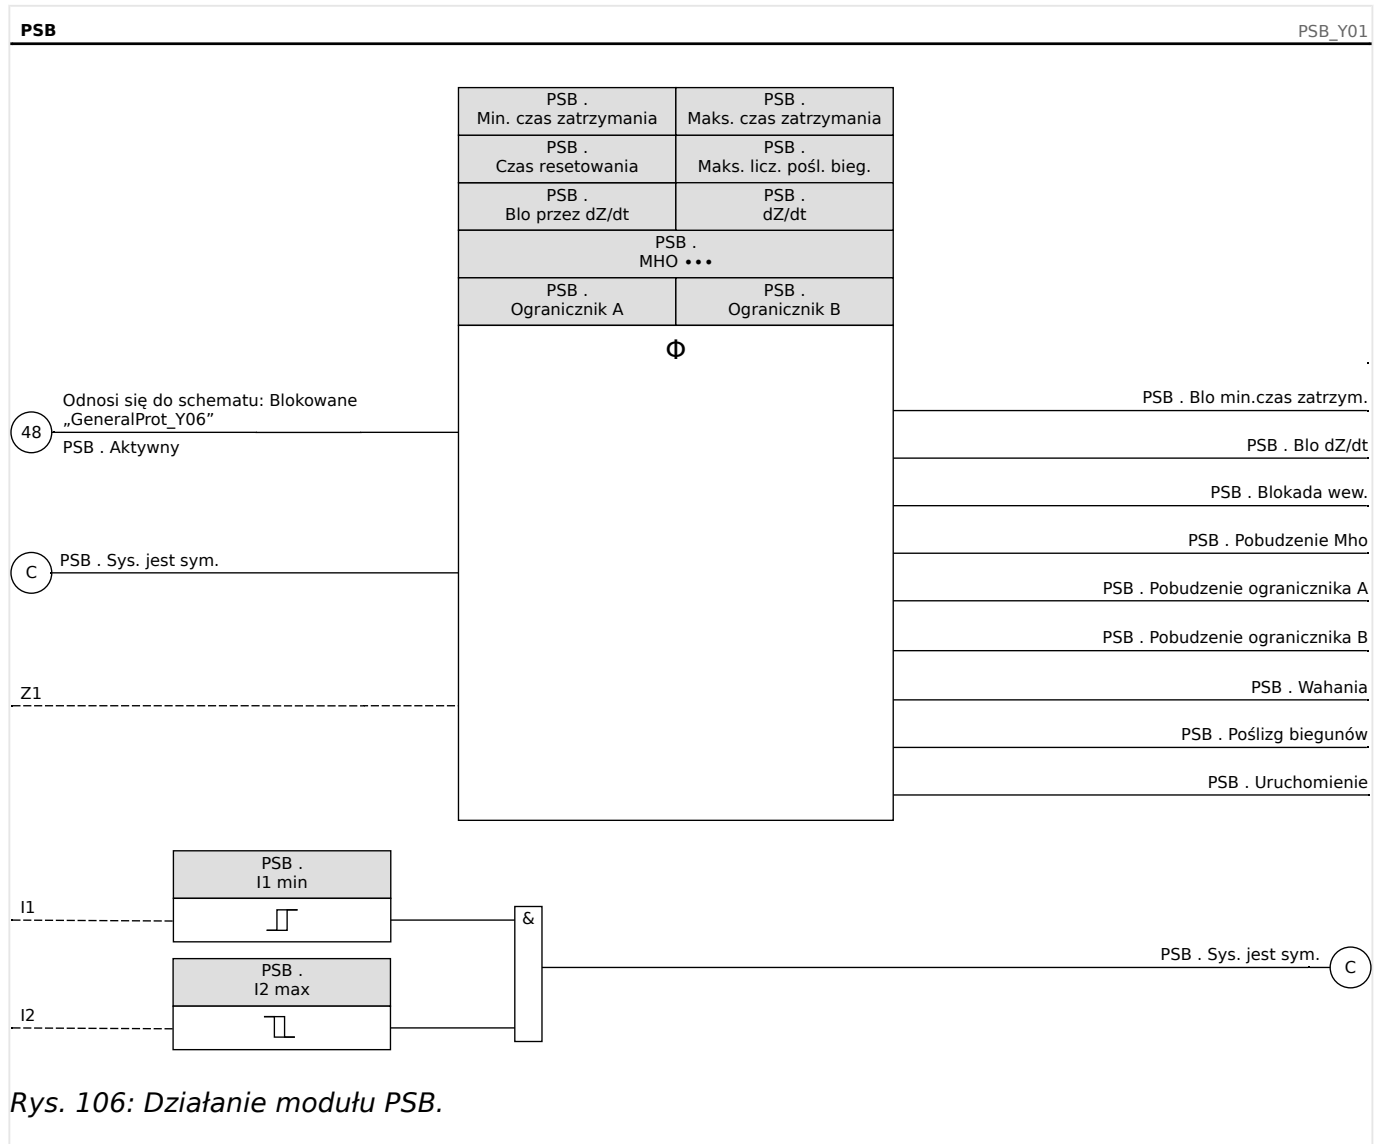 PSB
PSB_Y01
PSB .
Min. czas zatrzymania
PSB .
Maks. czas zatrzymania
PSB .
Czas resetowania
PSB .
Maks. licz. pośl. bieg.
PSB .
Blo przez dZ/dt
PSB .
dZ/dt
PSB .
MHO •••
PSB .
Ogranicznik A
PSB .
Ogranicznik B
Φ
Odnosi się do schematu: Blokowane
„GeneralProt_Y06”
48
PSB . Aktywny
PSB . Sys. jest sym.
C
Z1
PSB . Blo min.czas zatrzym.
PSB . Blo dZ/dt
PSB . Blokada wew.
PSB . Pobudzenie Mho
PSB . Pobudzenie ogranicznika A
PSB . Pobudzenie ogranicznika B
PSB . Wahania
PSB . Poślizg biegunów
PSB . Uruchomienie
PSB .
I1 min
I1
&
PSB .
I2 max
I2
PSB . Sys. jest sym.
C
Rys. 106: Działanie modułu PSB.